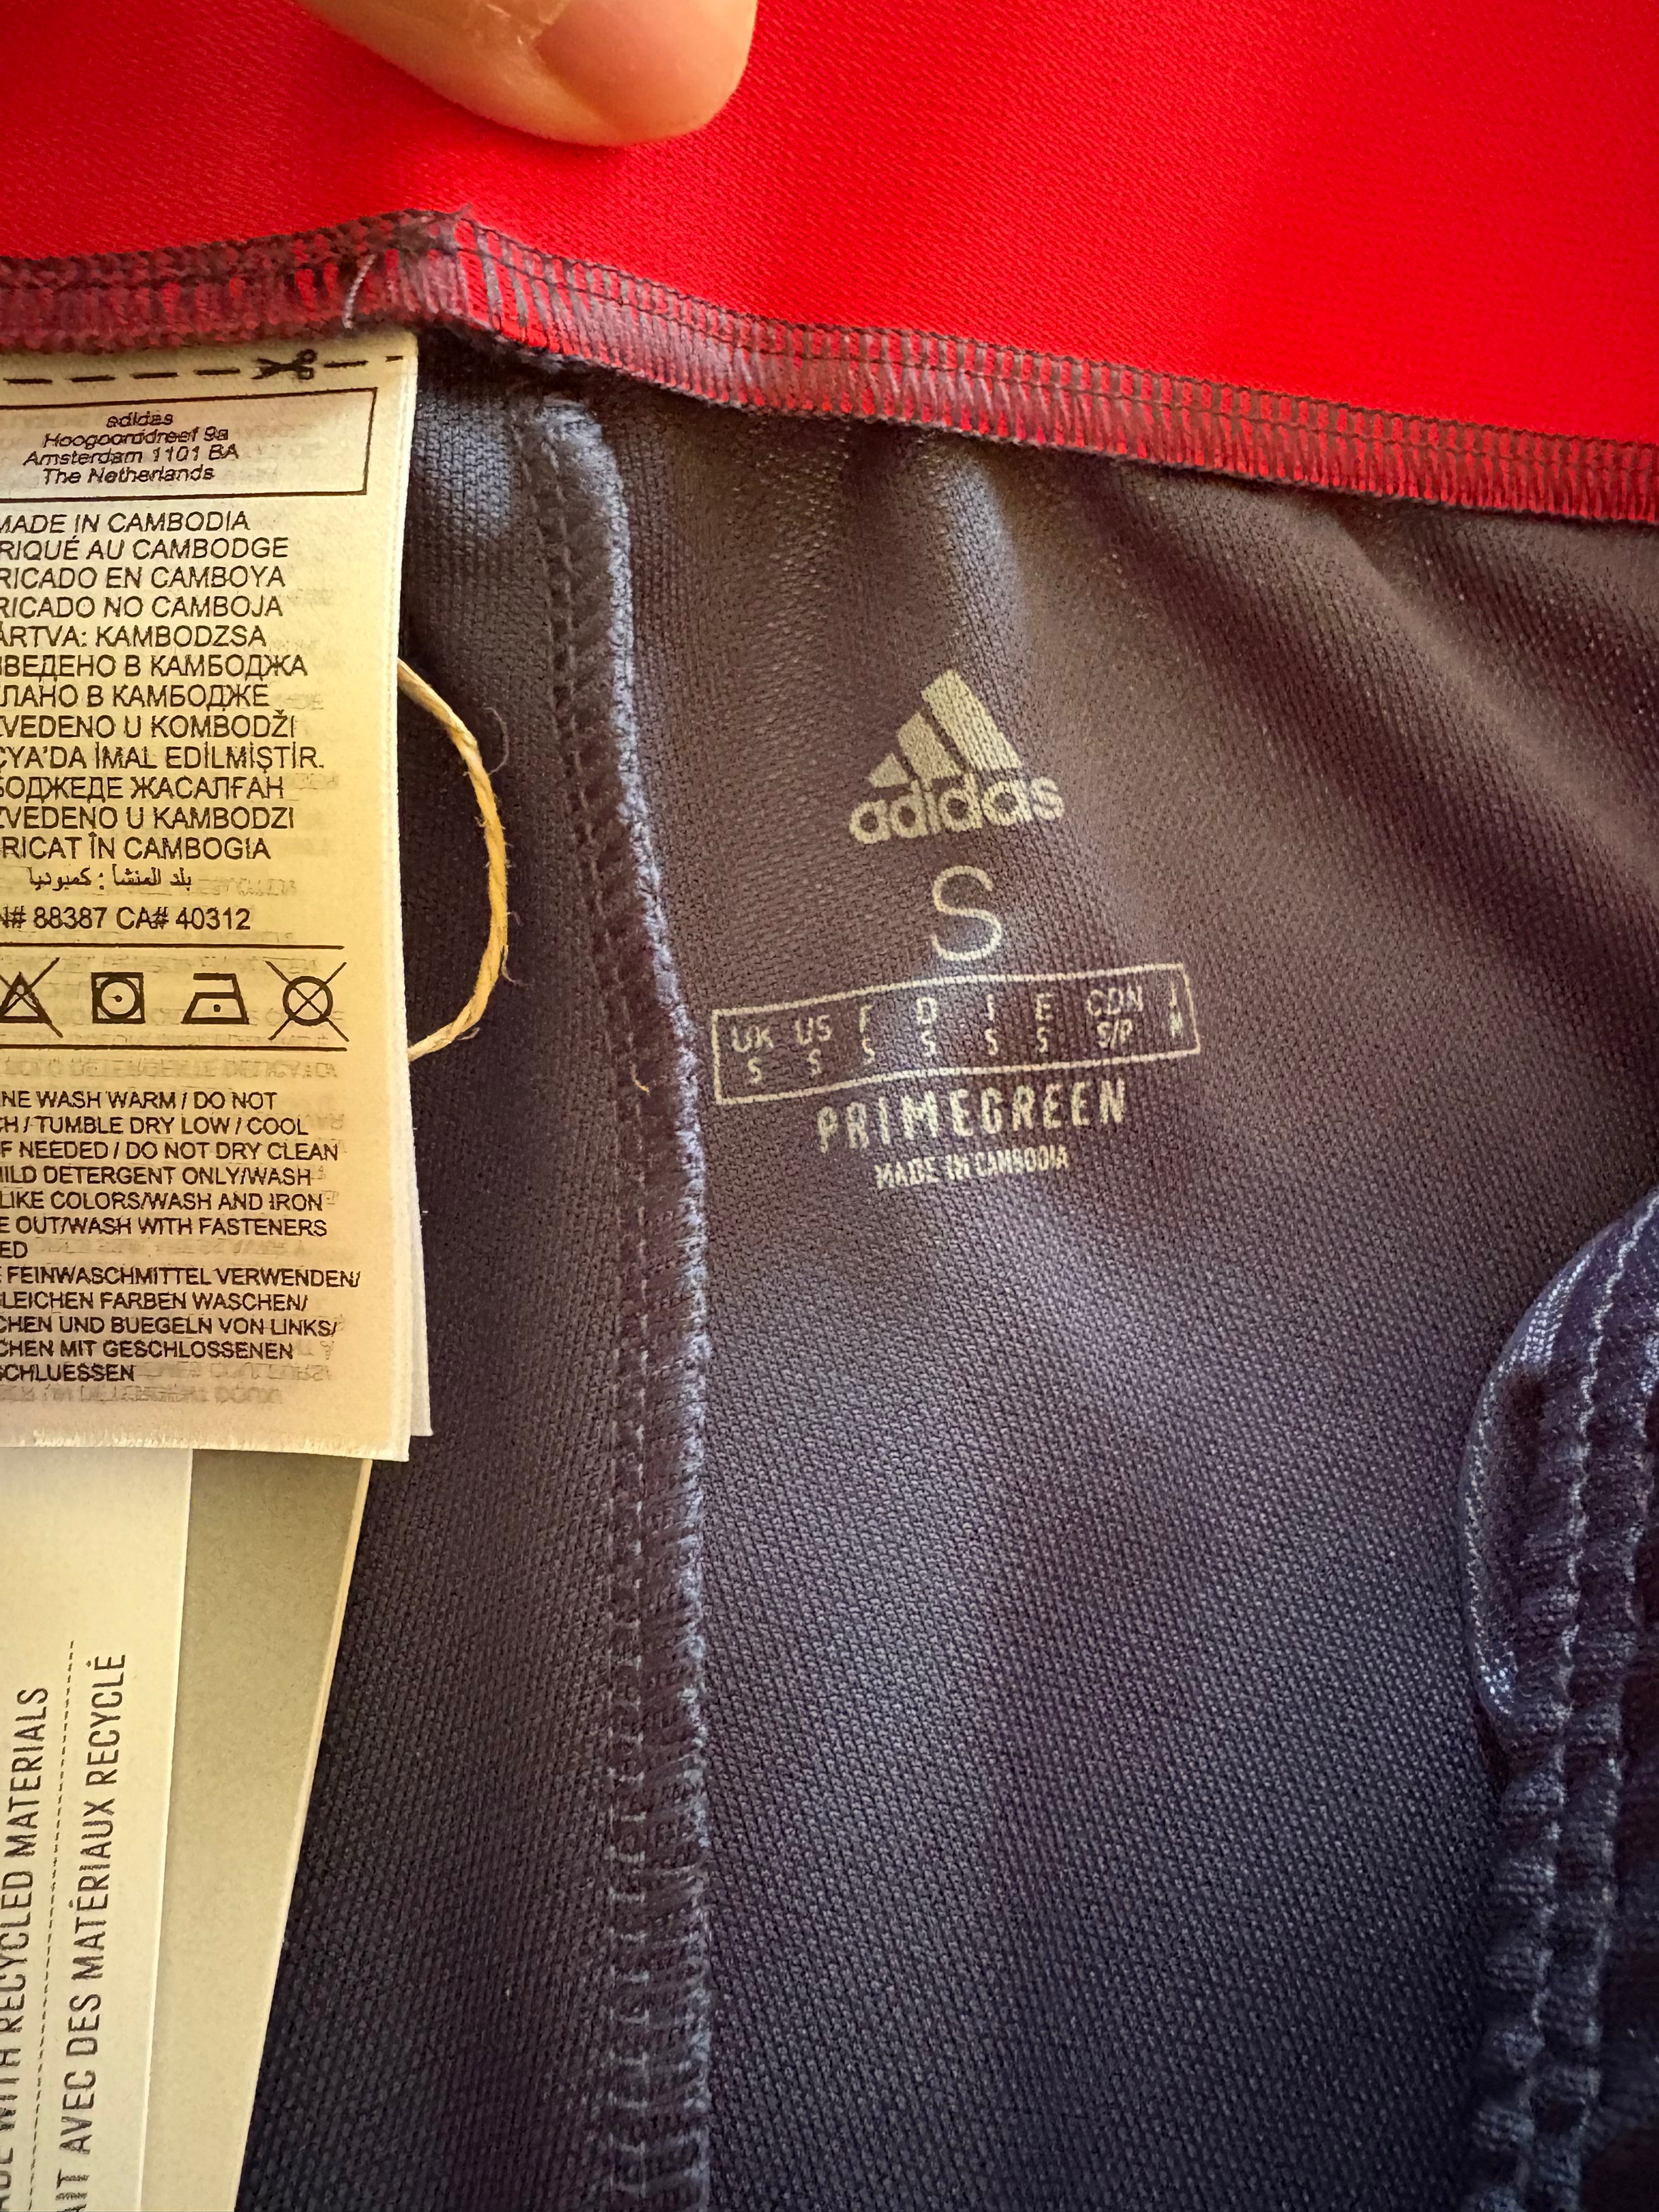 adidas
Hoogoorddreef 9a
Amsterdam 1101 BA
The Netherlands
MADE IN CAMBODIA
RIQUÉ AU CAMBODGE
RICADO EN CAMBOYA
RICADO NO CAMBOJA
ÁRTVA: KAMBODZSA
ВЕДЕНО В КАМБОДЖА
ЛАНО В КАМБОДЖЕ
VEDENO U KOMBODŽI
ÇYA'DA İMAL EDİLMİŞTİR.
БОДЖЕДЕ ЖАСАЛҒАН
ZVEDENO U KAMBODZI
RICAT ÎN CAMBOGIA
بلد المنشأ : كمبوديا
N# 88387 CA# 40312
NE WASH WARM / DO NOT
CH / TUMBLE DRY LOW / COOL
F NEEDED / DO NOT DRY CLEAN
ILD DETERGENT ONLY/WASH
LIKE COLORS/WASH AND IRON
E OUT/WASH WITH FASTENERS
ED
FEINWASCHMITTEL VERWENDEN/
LEICHEN FARBEN WASCHEN/
CHEN UND BUEGELN VON LINKS/
CHEN MIT GESCHLOSSENEN
SCHLUESSEN
WITH RECYCLED MATERIALS
AIT AVEC DES MATÉRIAUX RECYCLÉ
adidas
S
UK US F D I E CDN J
S S S S S S S/P M
PRIMEGREEN
MADE IN CAMBODIA